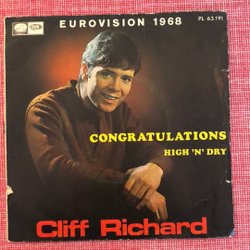 EUROVISION 1968
PL 63.191
CONGRATULATIONS
HIGH 'N' DRY
Cliff Richard